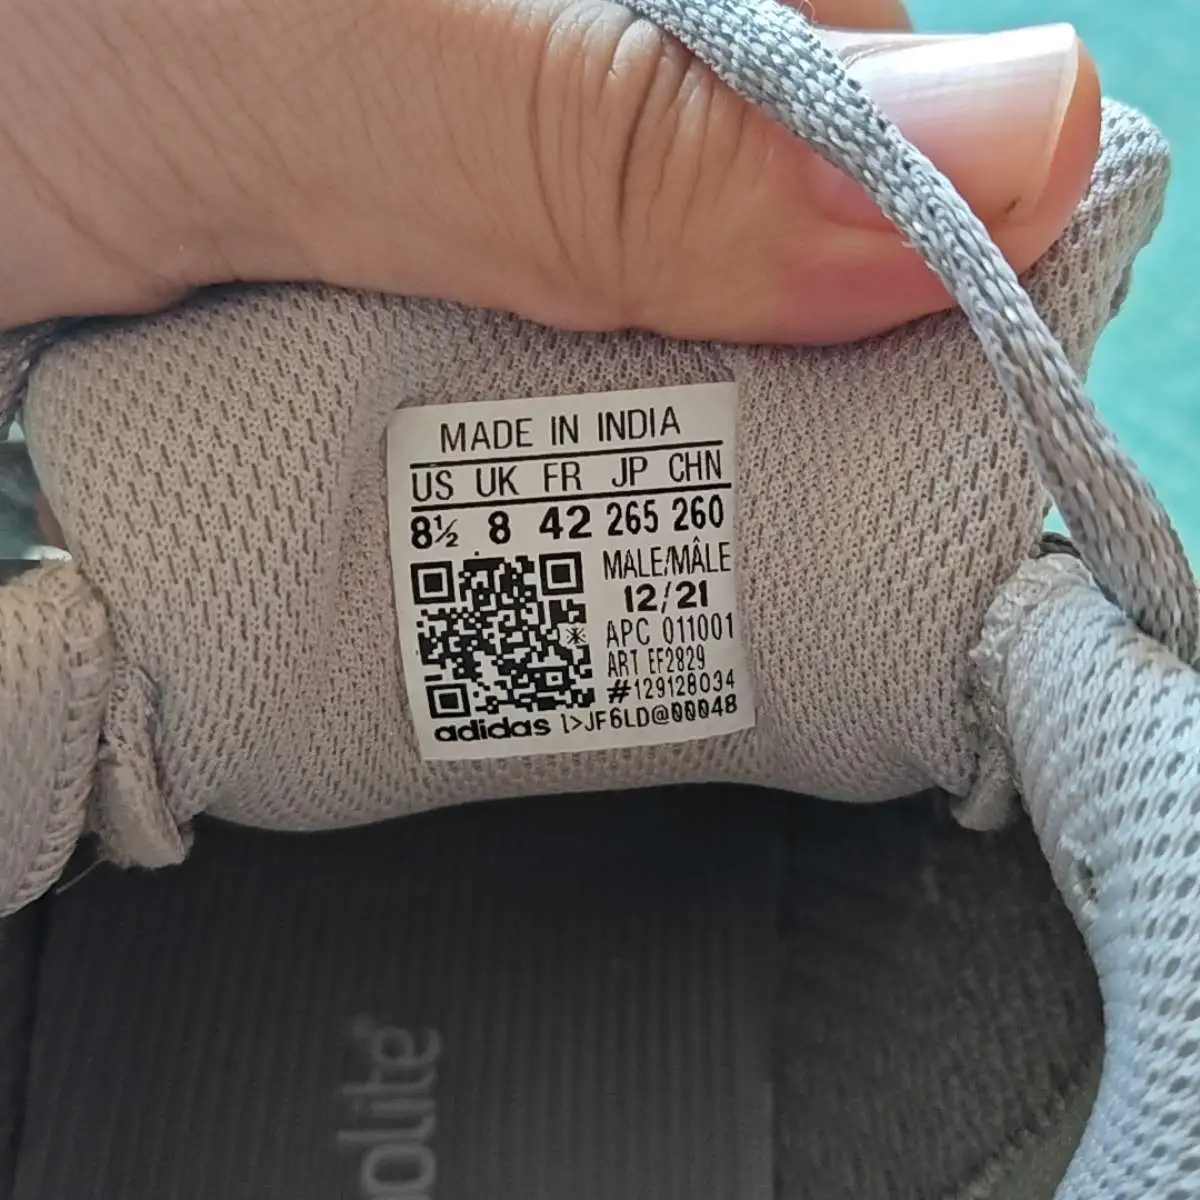 MADE IN INDIA
US UK FR JP CHN
8½ 8 42 265 260
MALE/MÂLE
12/21
APC 011001
ART EF2829
#129128034
adidas 1>JF6LD@00048
olite